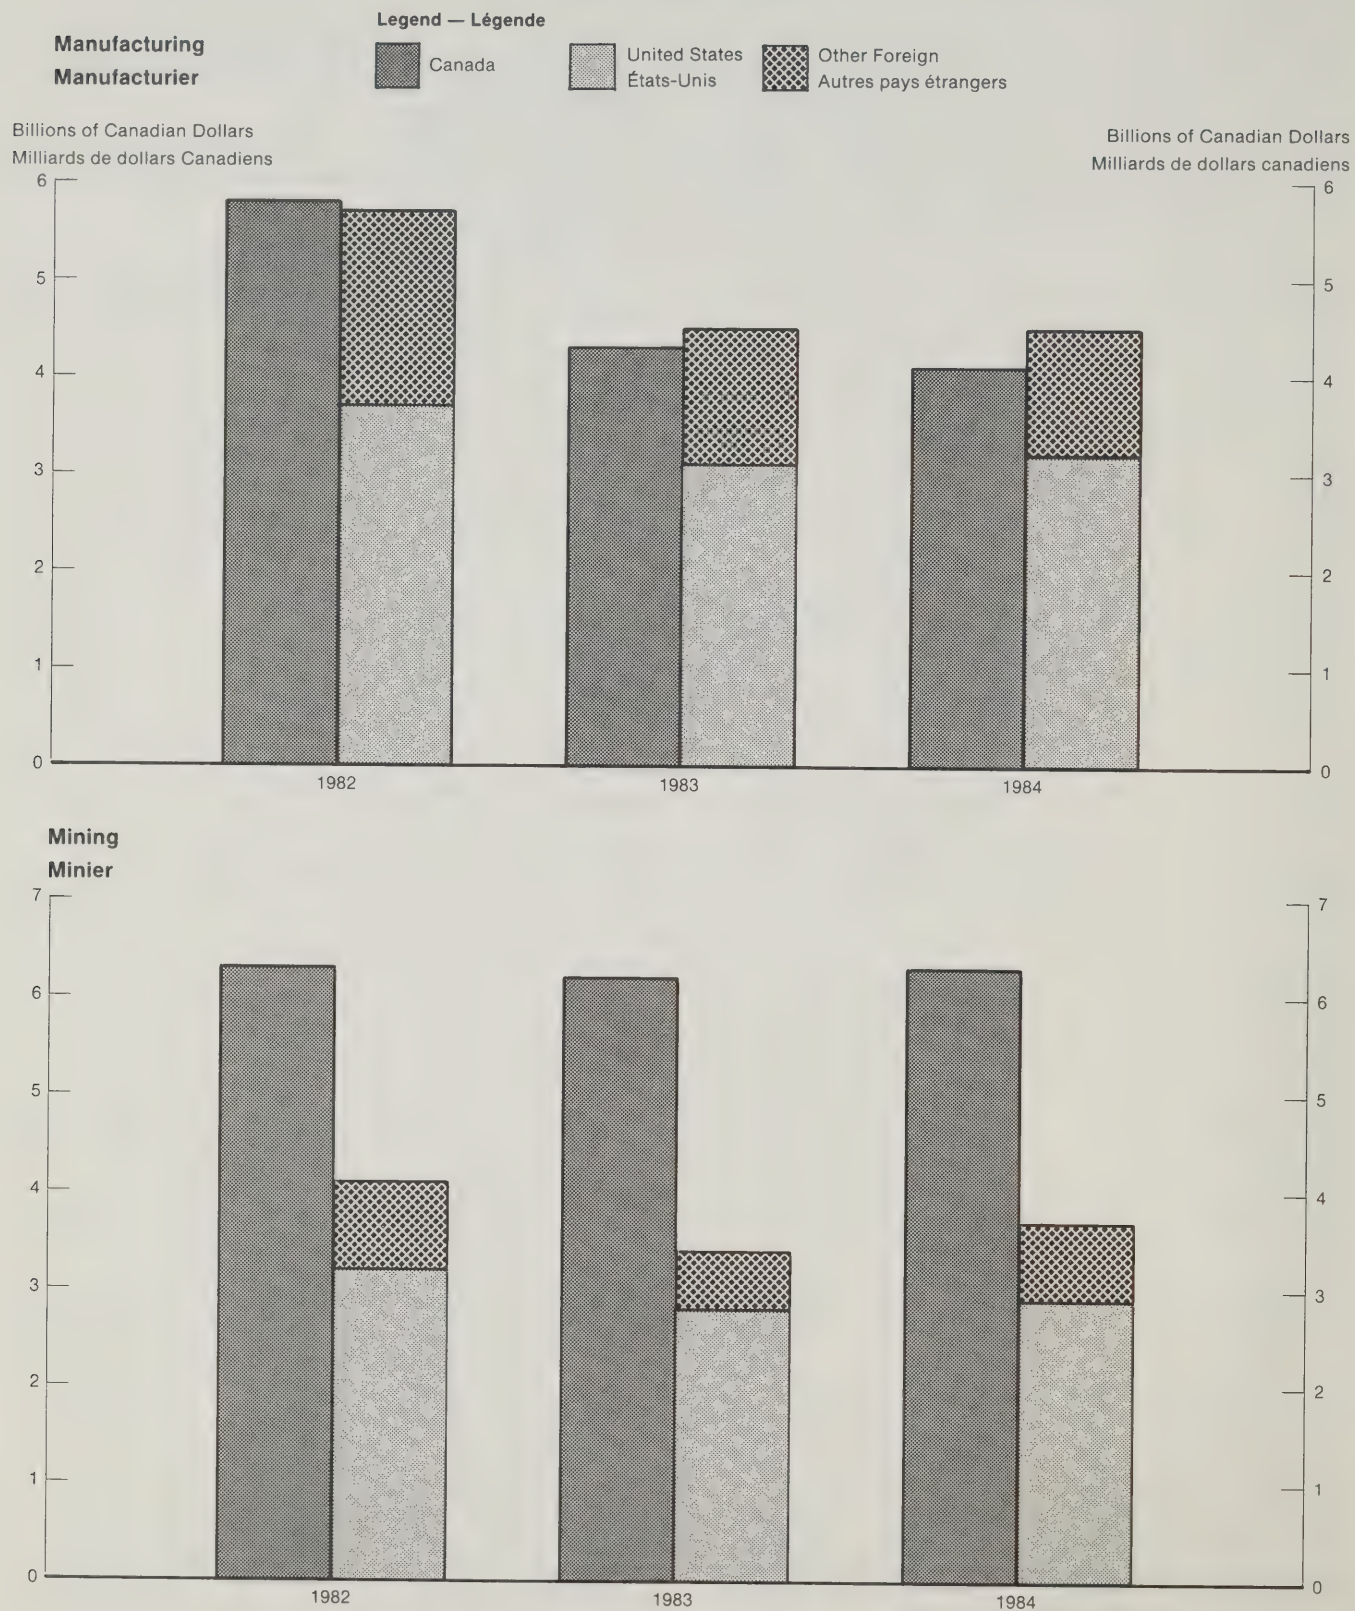 Manufacturing
Manufacturier
Legend — Légende
Canada
United States
États-Unis
Other Foreign
Autres pays étrangers
Billions of Canadian Dollars
Milliards de dollars Canadiens
Billions of Canadian Dollars
Milliards de dollars canadiens
6
5
4
3
2
1
0
6
5
4
3
2
1
0
1982
1983
1984
Mining
Minier
7
6
5
4
3
2
1
0
7
6
5
4
3
2
1
0
1982
1983
1984